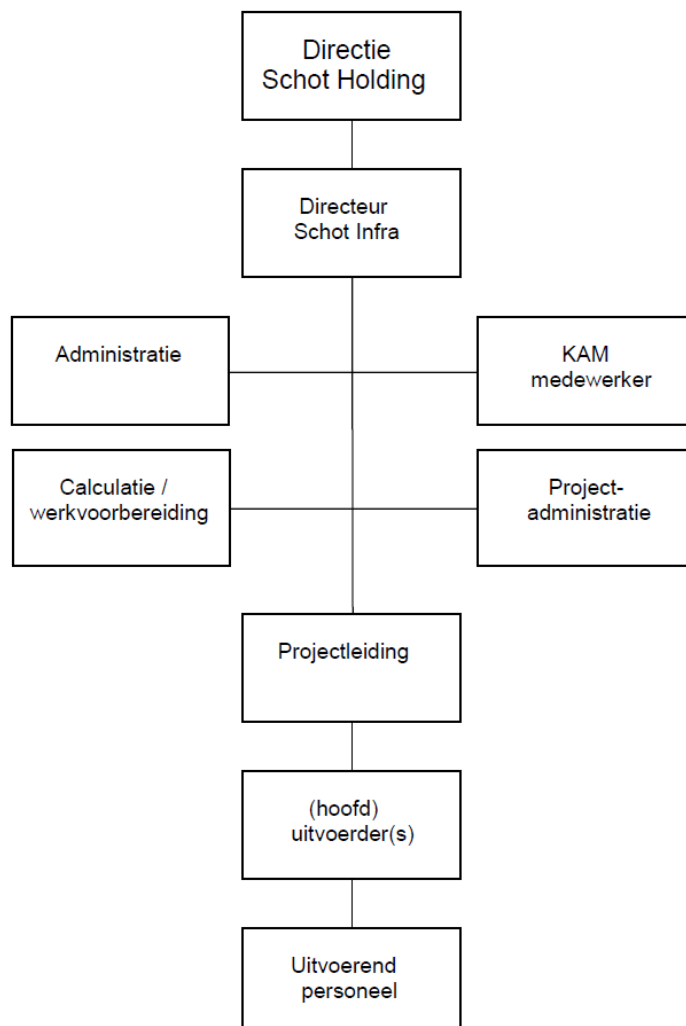 Directie
Schot Holding
Directeur
Schot Infra
Administratie
KAM
medewerker
Calculatie /
werkvoorbereiding
Project-
administratie
Projectleiding
(hoofd)
uitvoerder(s)
Uitvoerend
personeel